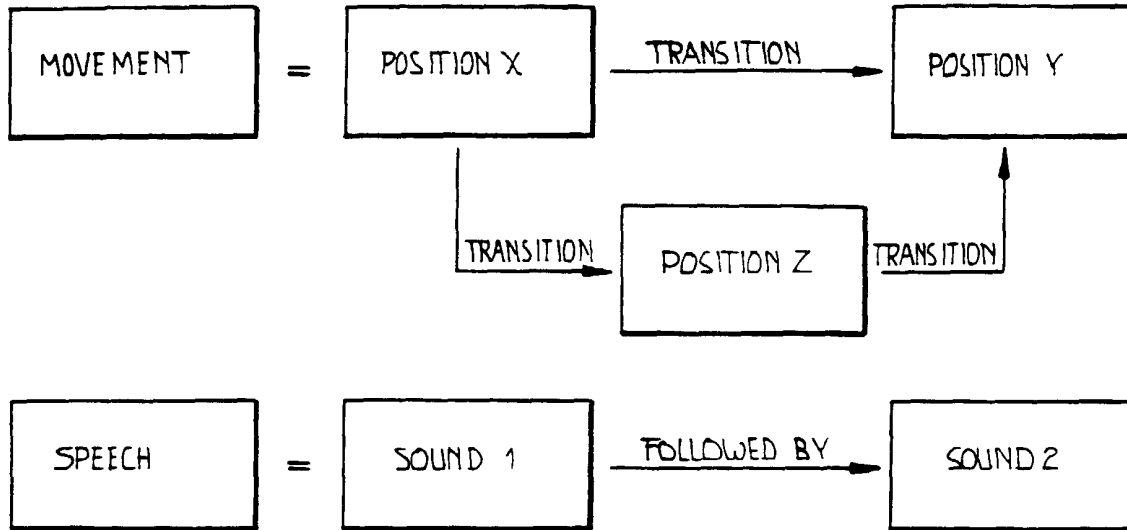 MOVEMENT = POSITION X TRANSITION POSITION Y
TRANSITION POSITION Z TRANSITION
SPEECH = SOUND 1 FOLLOWED BY SOUND 2